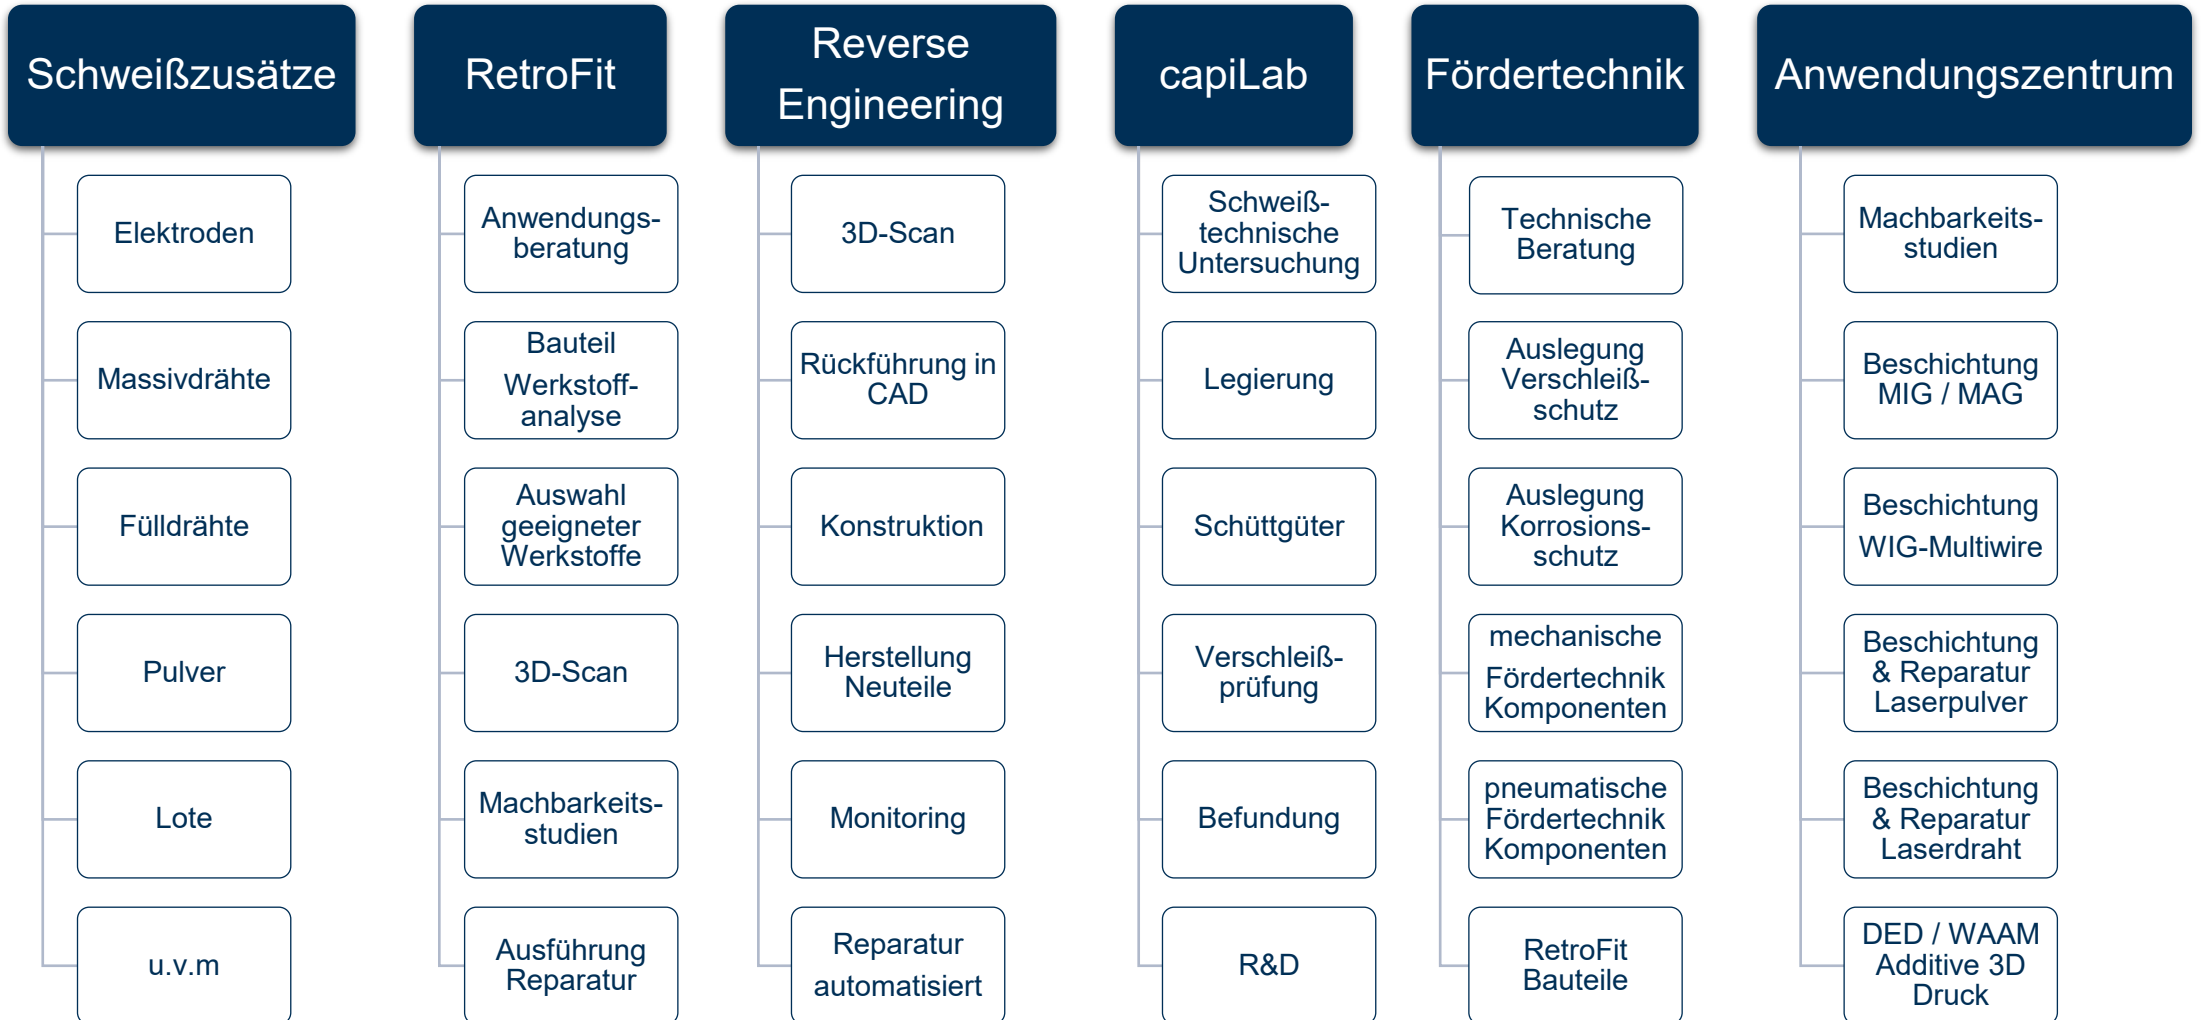 Schweißzusätze
Elektroden
Massivdrähte
Fülldrähte
Pulver
Lote
u.v.m
RetroFit
Anwendungs-
beratung
Bauteil
Werkstoff-
analyse
Auswahl
geeigneter
Werkstoffe
3D-Scan
Machbarkeits-
studien
Ausführung
Reparatur
Reverse
Engineering
3D-Scan
Rückführung in
CAD
Konstruktion
Herstellung
Neuteile
Monitoring
Reparatur
automatisiert
capiLab
Schweiß-
technische
Untersuchung
Legierung
Schüttgüter
Verschleiß-
prüfung
Befundung
R&D
Fördertechnik
Technische
Beratung
Auslegung
Verschleiß-
schutz
Auslegung
Korrosions-
schutz
mechanische
Fördertechnik
Komponenten
pneumatische
Fördertechnik
Komponenten
RetroFit
Bauteile
Anwendungszentrum
Machbarkeits-
studien
Beschichtung
MIG / MAG
Beschichtung
WIG-Multiwire
Beschichtung
& Reparatur
Laserpulver
Beschichtung
& Reparatur
Laserdraht
DED / WAAM
Additive 3D
Druck